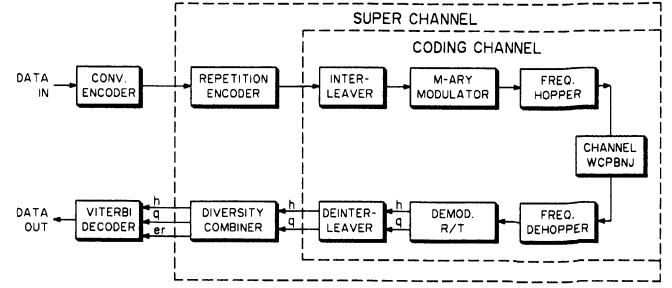 SUPER CHANNEL
CODING CHANNEL
DATA
IN
CONV.
ENCODER
REPETITION
ENCODER
INTER-
LEAVER
M-ARY
MODULATOR
FREQ.
HOPPER
CHANNEL
WCPBNJ
DATA
OUT
VITERBI
DECODER
h
q
er
DIVERSITY
COMBINER
h
q
DEINTER-
LEAVER
h
q
DEMOD.
R/T
FREQ.
DEHOPPER